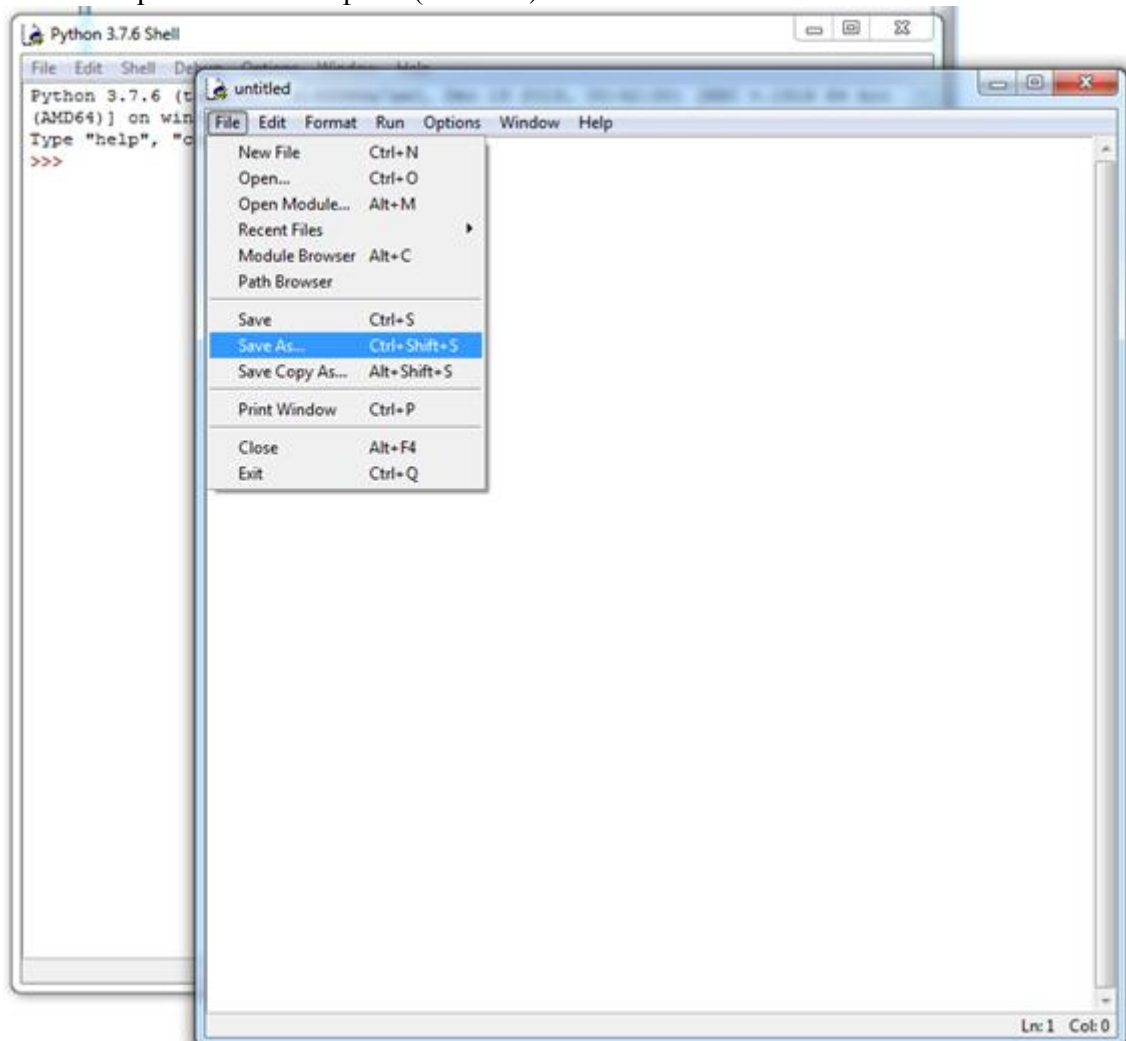 Python 3.7.6 Shell
File Edit Shell
Python 3.7.6 (t
(AMD64)] on win
Type "help", "c
>>>
untitled
File Edit Format Run Options Window Help
New File Ctrl+N
Open... Ctrl+O
Open Module... Alt+M
Recent Files
Module Browser Alt+C
Path Browser
Save Ctrl+S
Save As... Ctrl+Shift+S
Save Copy As... Alt+Shift+S
Print Window Ctrl+P
Close Alt+F4
Exit Ctrl+Q
Ln: 1 Col: 0